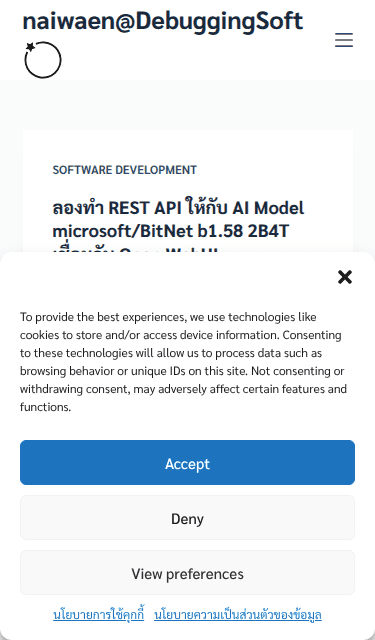 naiwaen@DebuggingSoft
SOFTWARE DEVELOPMENT
ลองทำ REST API ให้กับ AI Model
microsoft/BitNet b1.58 2B4T
To provide the best experiences, we use technologies like
cookies to store and/or access device information. Consenting
to these technologies will allow us to process data such as
browsing behavior or unique IDs on this site. Not consenting or
withdrawing consent, may adversely affect certain features and
functions.
Accept
Deny
View preferences
นโยบายการใช้คุกกี้ นโยบายความเป็นส่วนตัวของข้อมูล